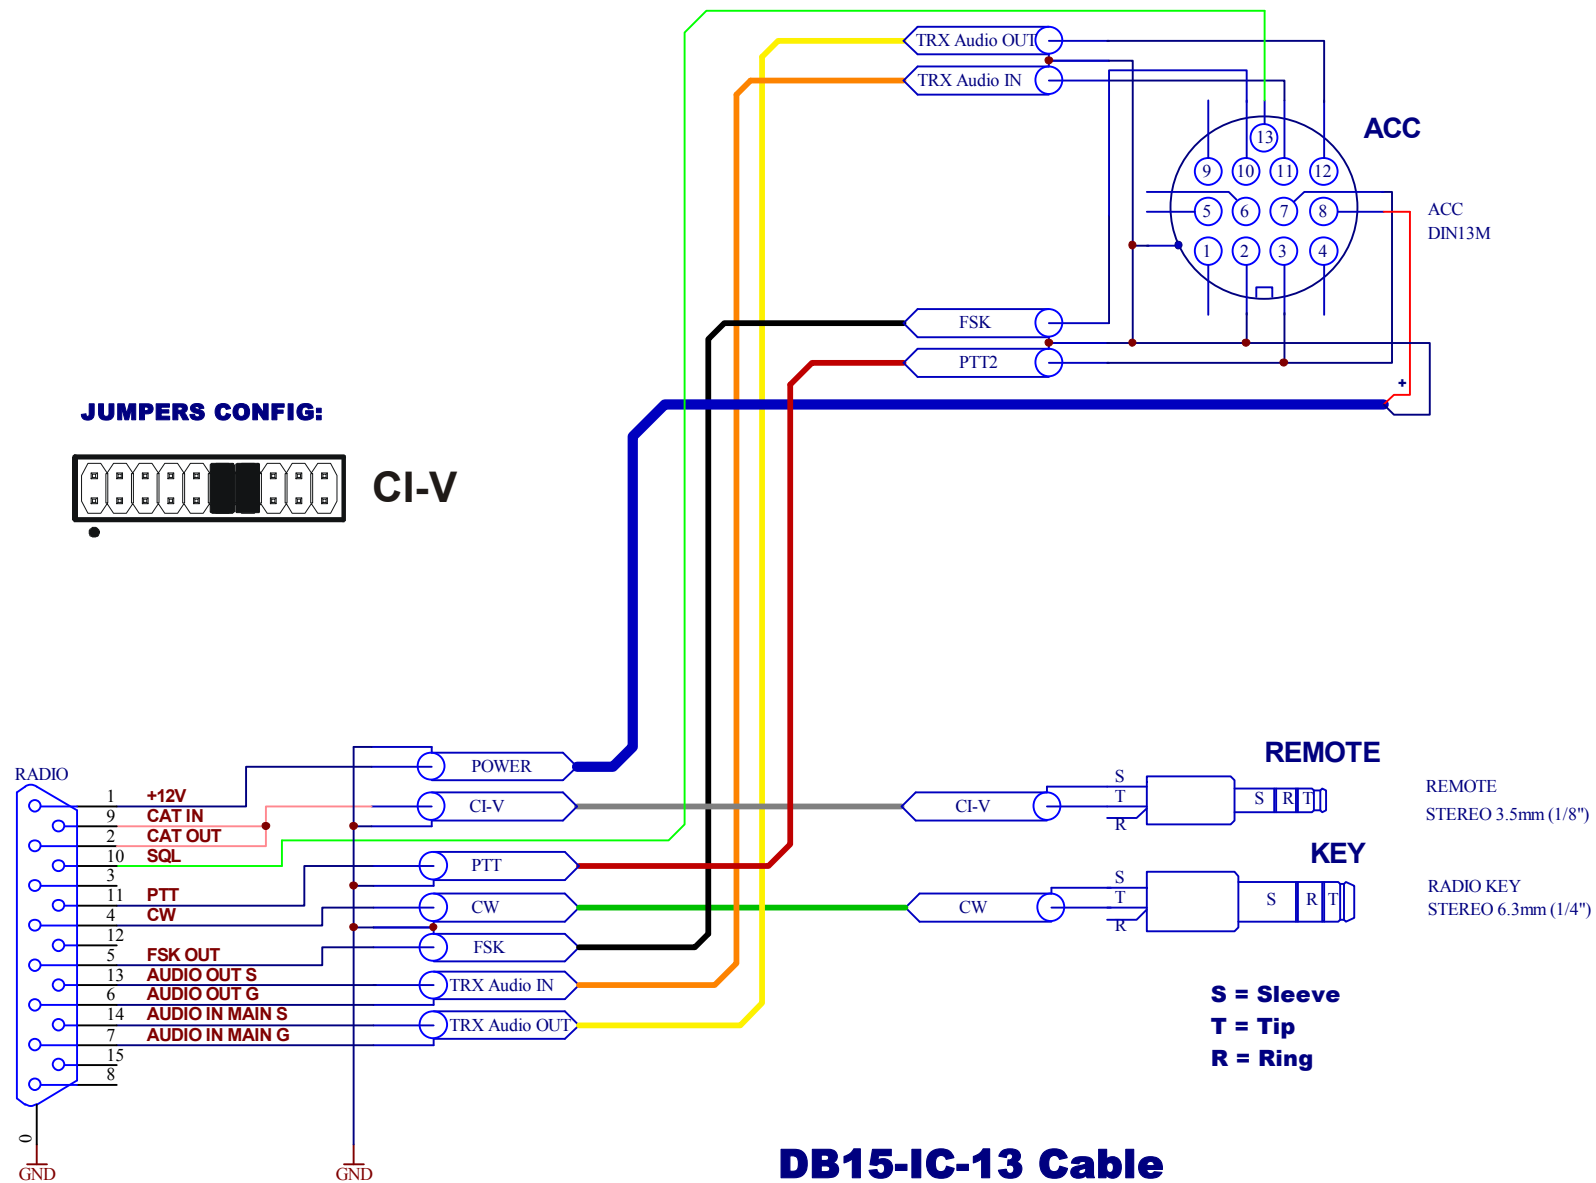 TRX Audio OUT
TRX Audio IN
ACC
13
9 10 11 12
5 6 7 8
1 2 3 4
ACC
DIN13M
FSK
PTT2
+
JUMPERS CONFIG:
CI-V
RADIO
1 +12V
9 CAT IN
2 CAT OUT
10 SQL
3
11 PTT
4 CW
12
5 FSK OUT
13 AUDIO OUT S
6 AUDIO OUT G
14 AUDIO IN MAIN S
7 AUDIO IN MAIN G
15
8
0
GND
GND
POWER
CI-V
PTT
CW
FSK
TRX Audio IN
TRX Audio OUT
CI-V
CW
REMOTE
S
T
R
S R T
REMOTE
STEREO 3.5mm (1/8")
KEY
S
T
R
S R T
RADIO KEY
STEREO 6.3mm (1/4")
S = Sleeve
T = Tip
R = Ring
DB15-IC-13 Cable